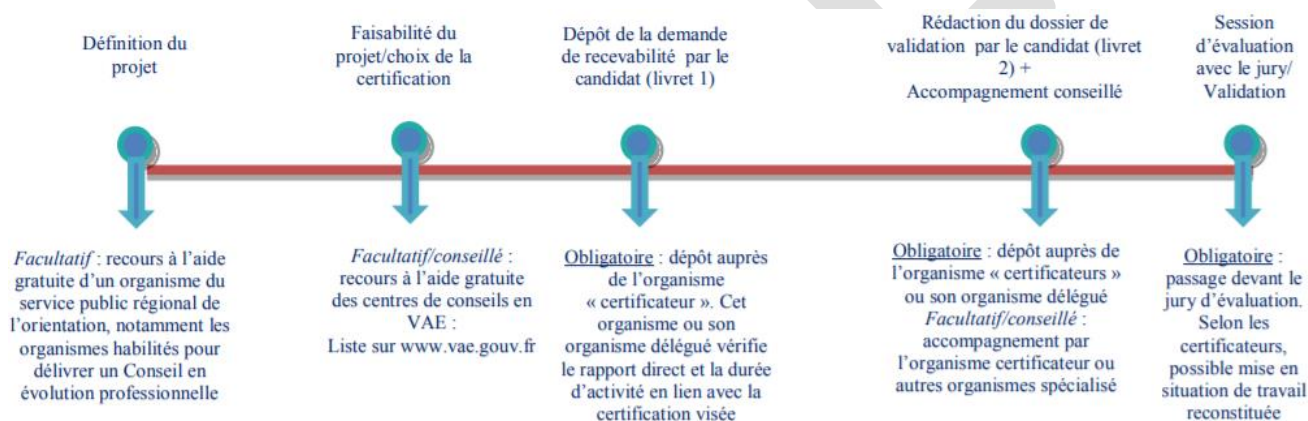 Définition du
projet
Faisabilité du
projet/choix de la
certification
Dépôt de la demande
de recevabilité par le
candidat (livret 1)
Rédaction du dossier de
validation par le candidat (livret
2) +
Accompagnement conseillé
Session
d'évaluation
avec le jury/
Validation
Facultatif : recours à l'aide
gratuite d'un organisme du
service public régional de
l'orientation, notamment les
organismes habilités pour
délivrer un Conseil en
évolution professionnelle
Facultatif/conseillé :
recours à l'aide gratuite
des centres de conseils en
VAE :
Liste sur www.vae.gouv.fr
Obligatoire : dépôt auprès
de l'organisme
« certificateur ». Cet
organisme ou son
organisme délégué vérifie
le rapport direct et la durée
d'activité en lien avec la
certification visée
Obligatoire : dépôt auprès de
l'organisme « certificateurs »
ou son organisme délégué
Facultatif/conseillé :
accompagnement par
l'organisme certificateur ou
autres organismes spécialisé
Obligatoire :
passage devant le
jury d'évaluation.
Selon les
certificateurs,
possible mise en
situation de travail
reconstituée